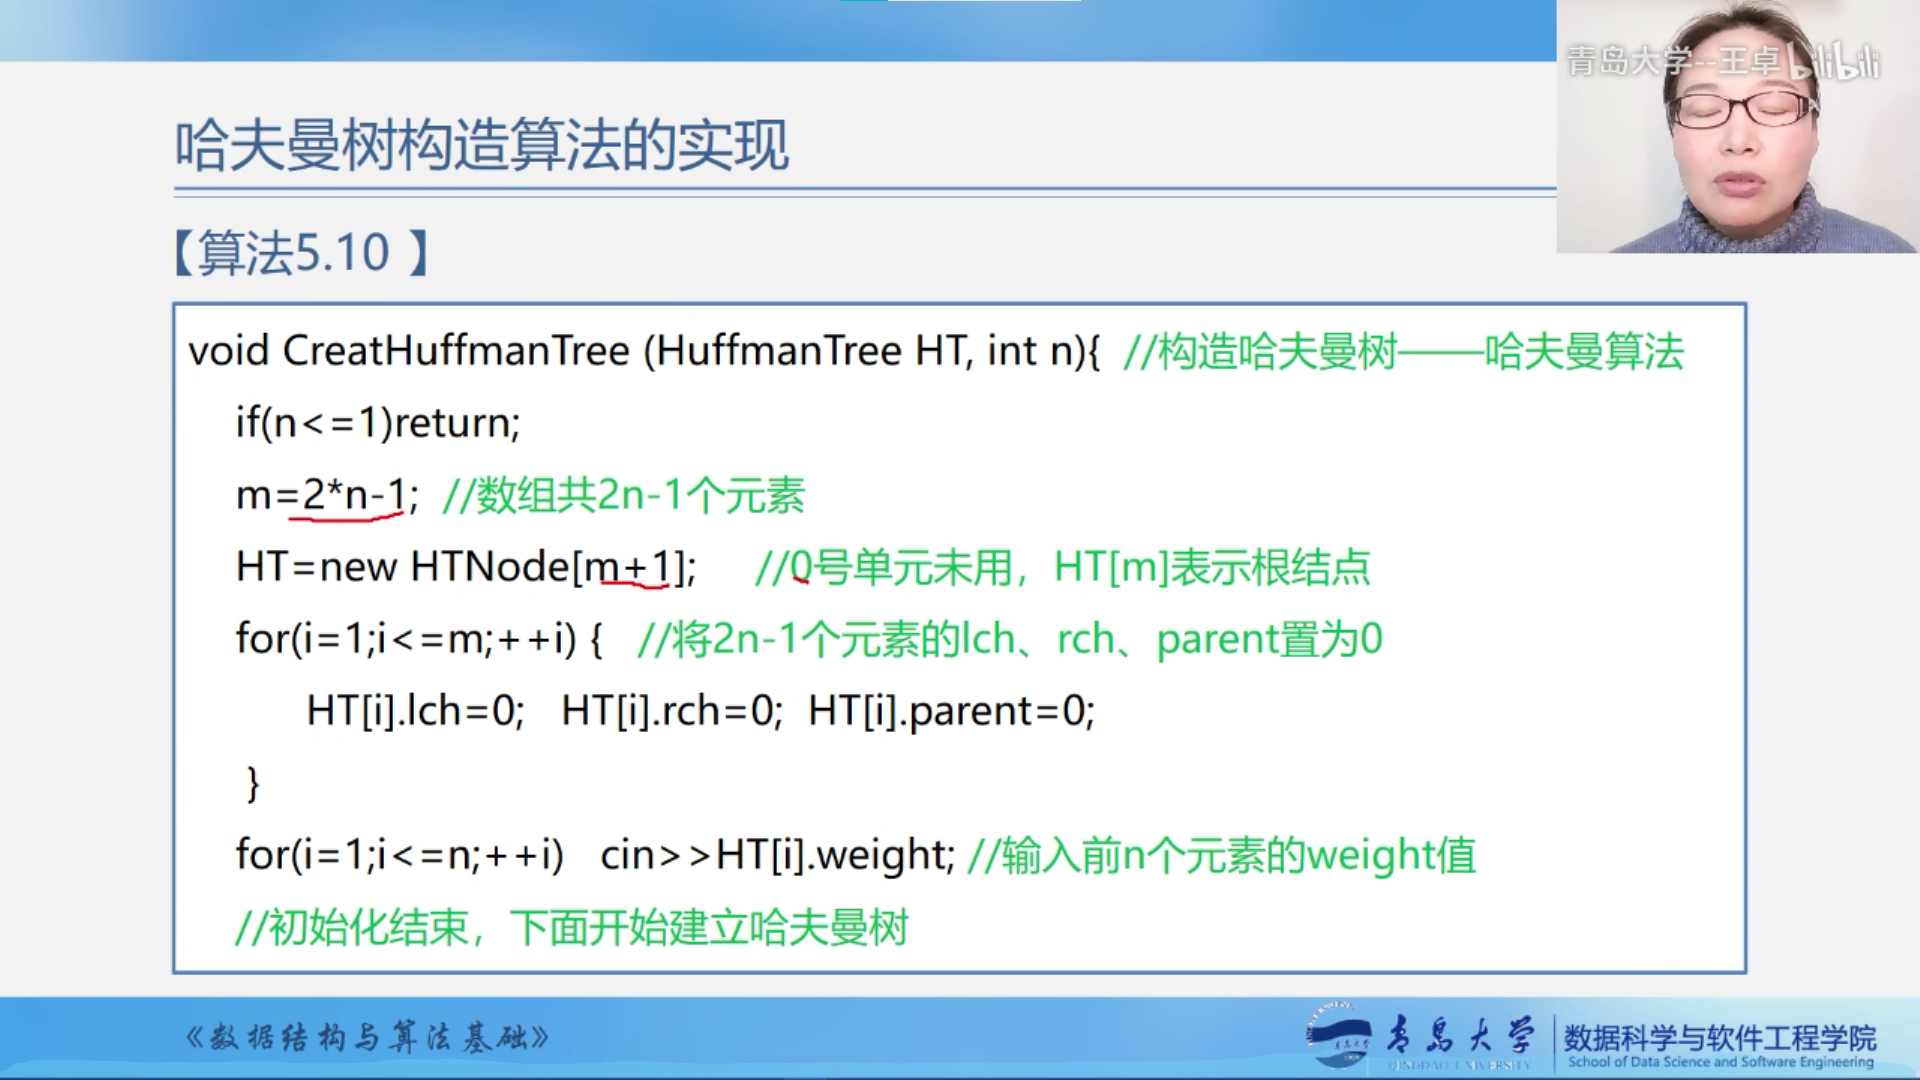 青岛大学--王卓 bilibili
哈夫曼树构造算法的实现
【算法5.10 】
void CreatHuffmanTree (HuffmanTree HT, int n){ //构造哈夫曼树——哈夫曼算法
if(n<=1)return;
m=2*n-1; //数组共2n-1个元素
HT=new HTNode[m+1]; //0号单元未用，HT[m]表示根结点
for(i=1;i<=m;++i) { //将2n-1个元素的lch、rch、parent置为0
HT[i].lch=0; HT[i].rch=0; HT[i].parent=0;
}
for(i=1;i<=n;++i) cin>>HT[i].weight; //输入前n个元素的weight值
//初始化结束，下面开始建立哈夫曼树
《数据结构与算法基础》
青岛大学
QINGDAO UNIVERSITY
数据科学与软件工程学院
School of Data Science and Software Engineering